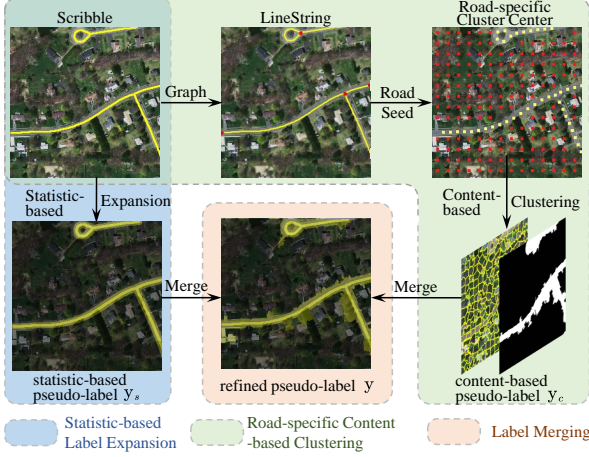 Scribble
LineString
Road-specific
Cluster Center
Graph
Road
Seed
Statistic-
based
Expansion
Content-
based
Clustering
Merge
Merge
statistic-based
pseudo-label yₛ
refined pseudo-label y
content-based
pseudo-label y꜀
Statistic-based
Label Expansion
Road-specific Content
-based Clustering
Label Merging